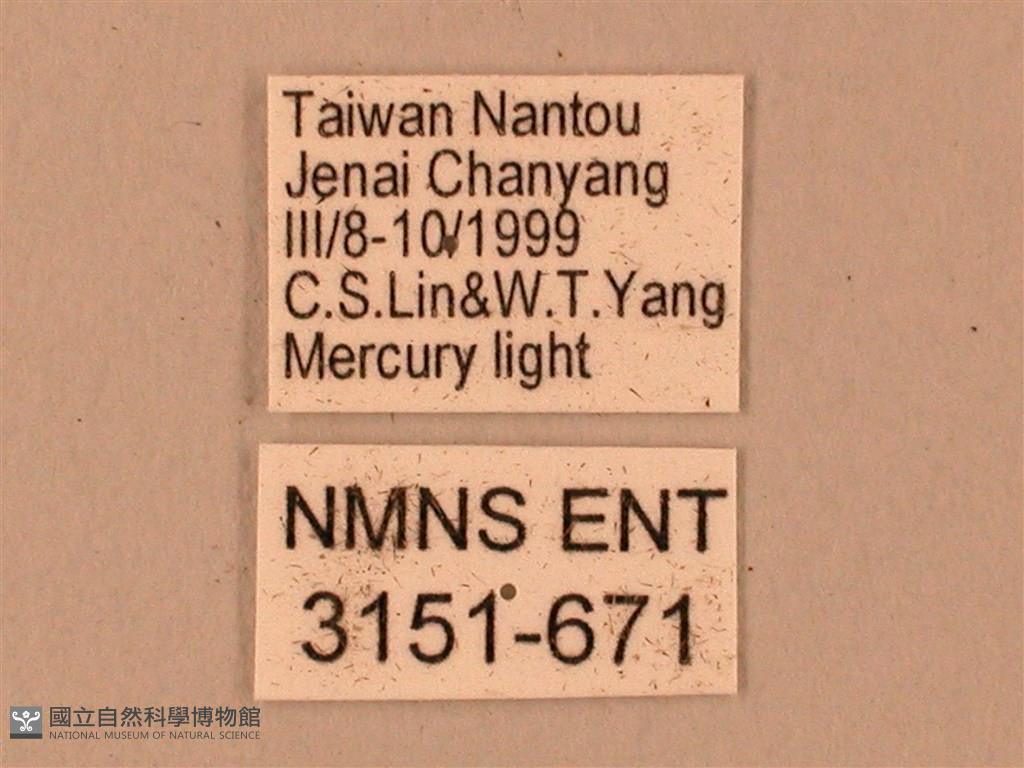 Taiwan Nantou
Jenai Chanyang
III/8-10/1999
C.S.Lin&W.T.Yang
Mercury light
NMNS ENT
3151-671
國立自然科學博物館
NATIONAL MUSEUM OF NATURAL SCIENCE